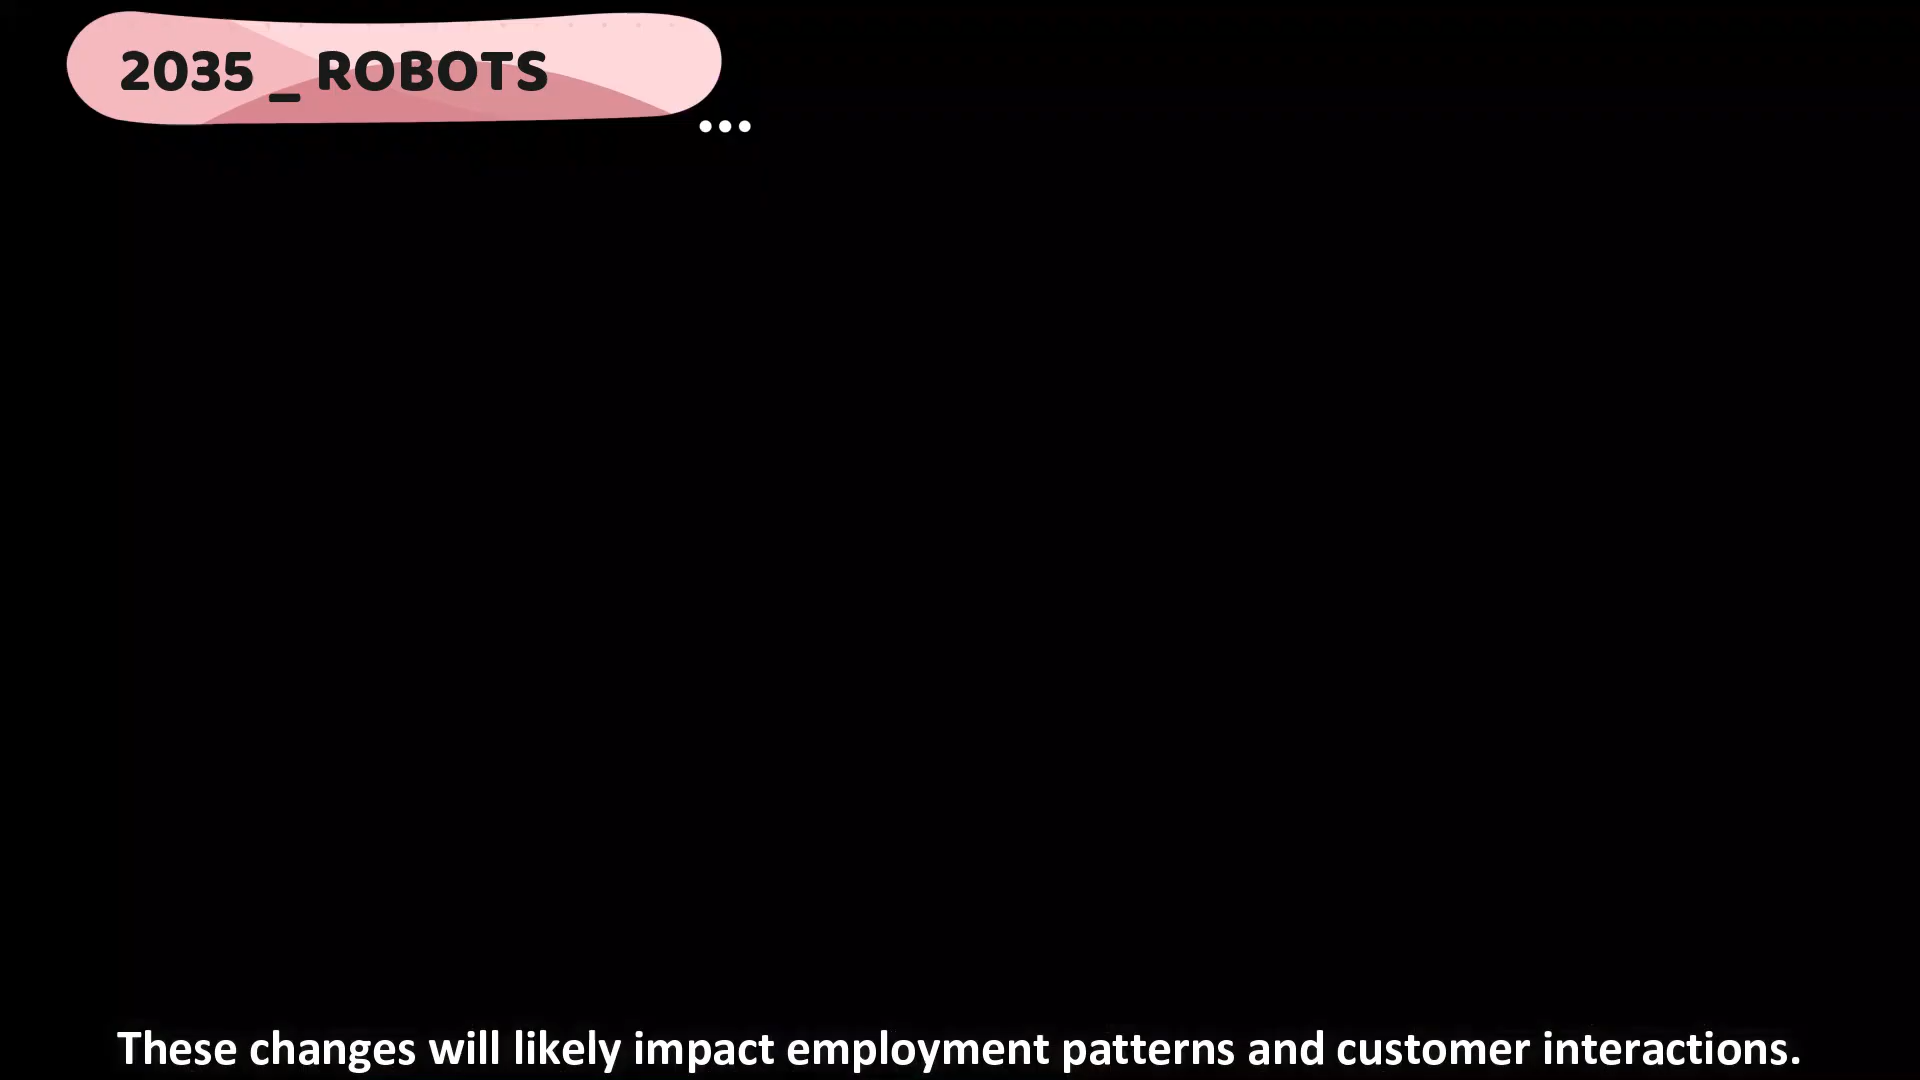 2035 _ ROBOTS
...
These changes will likely impact employment patterns and customer interactions.